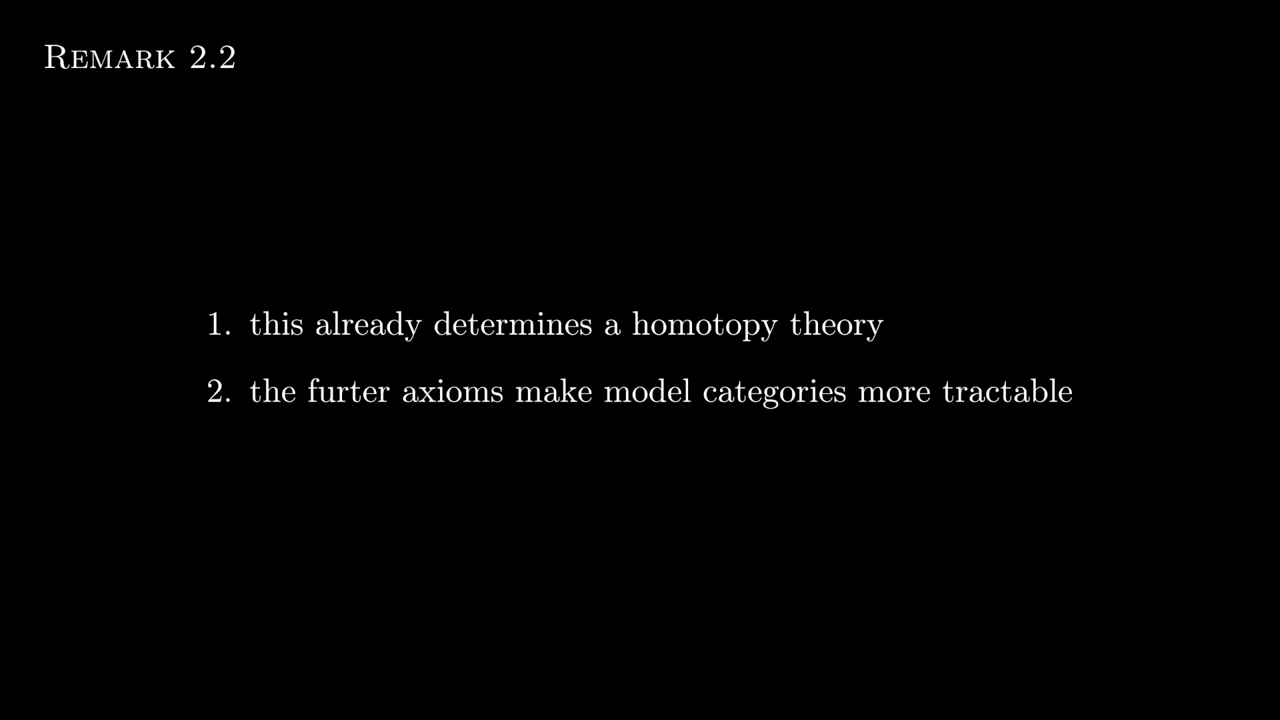 Remark 2.2
1. this already determines a homotopy theory
2. the furter axioms make model categories more tractable